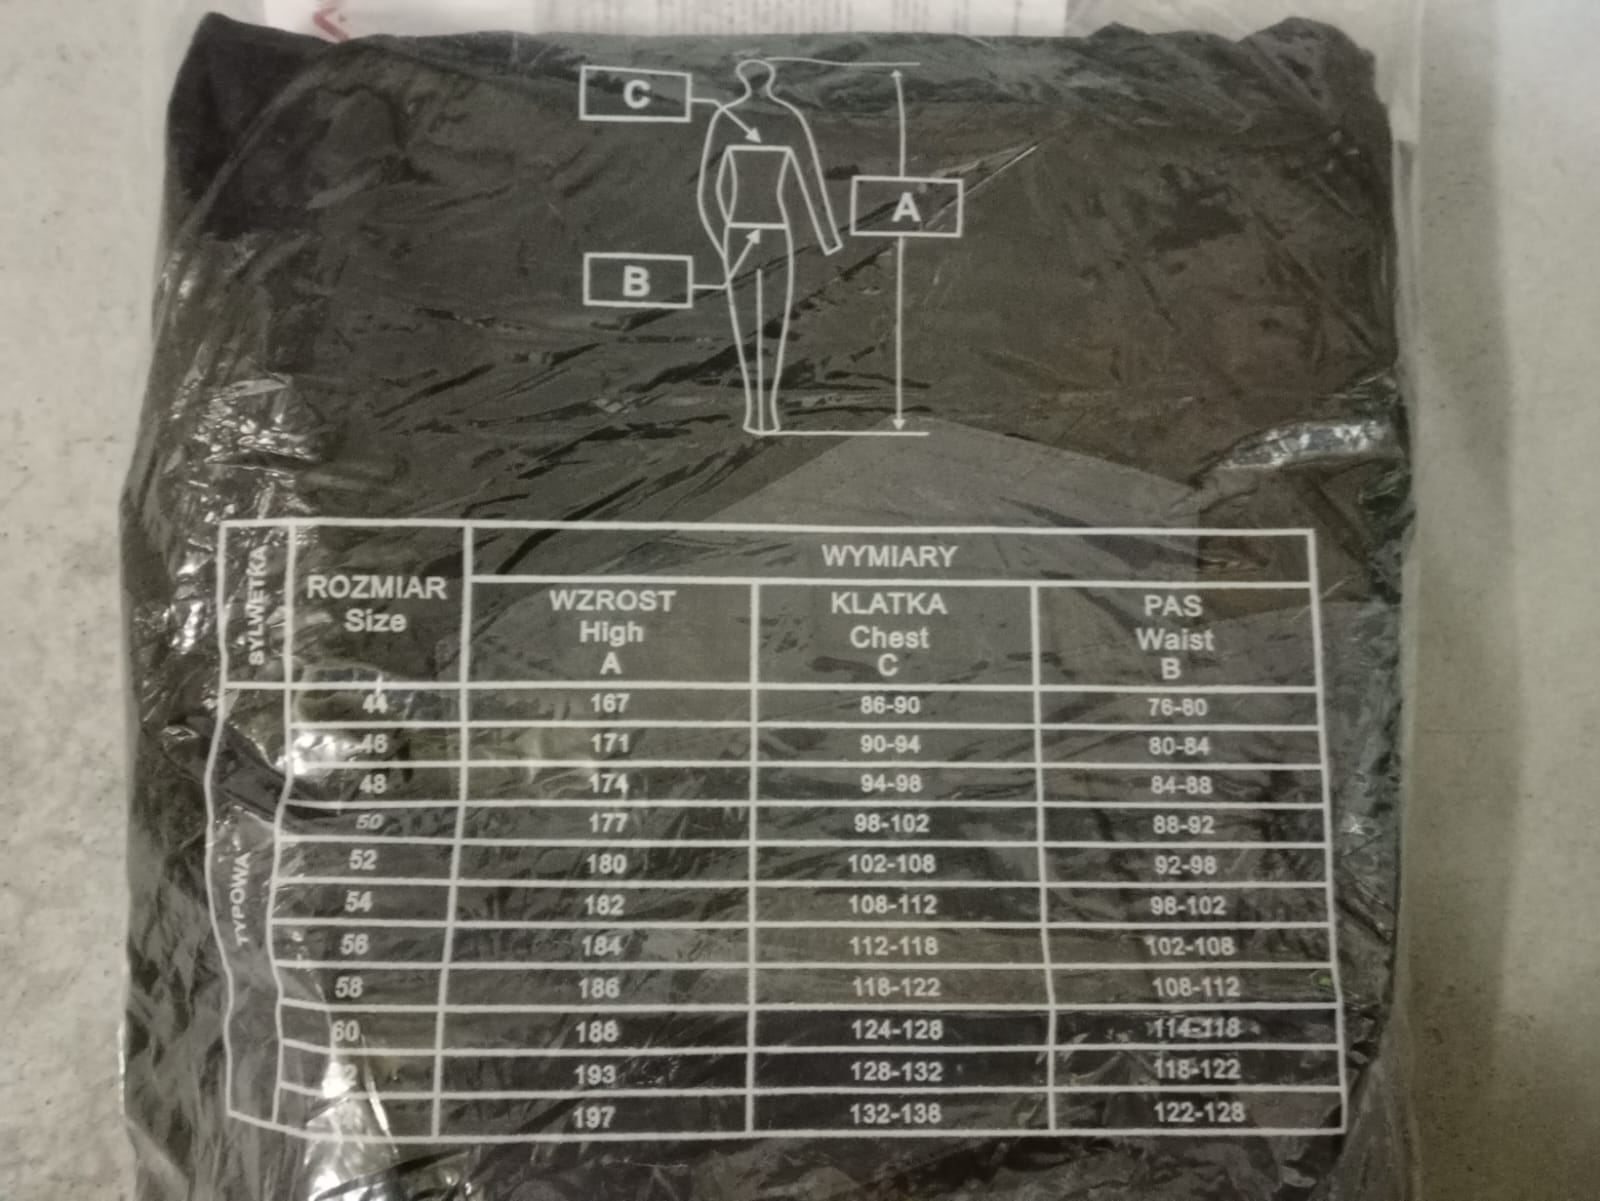 C
A
B
SYLWETKA
ROZMIAR
Size
WYMIARY
WZROST
High
A
KLATKA
Chest
C
PAS
Waist
B
TYPOWA
44 167 86-90 76-80
46 171 90-94 80-84
48 174 94-98 84-88
50 177 98-102 88-92
52 180 102-108 92-98
54 182 108-112 98-102
56 184 112-118 102-108
58 186 118-122 108-112
60 188 124-128 114-118
193 128-132 118-122
197 132-138 122-128